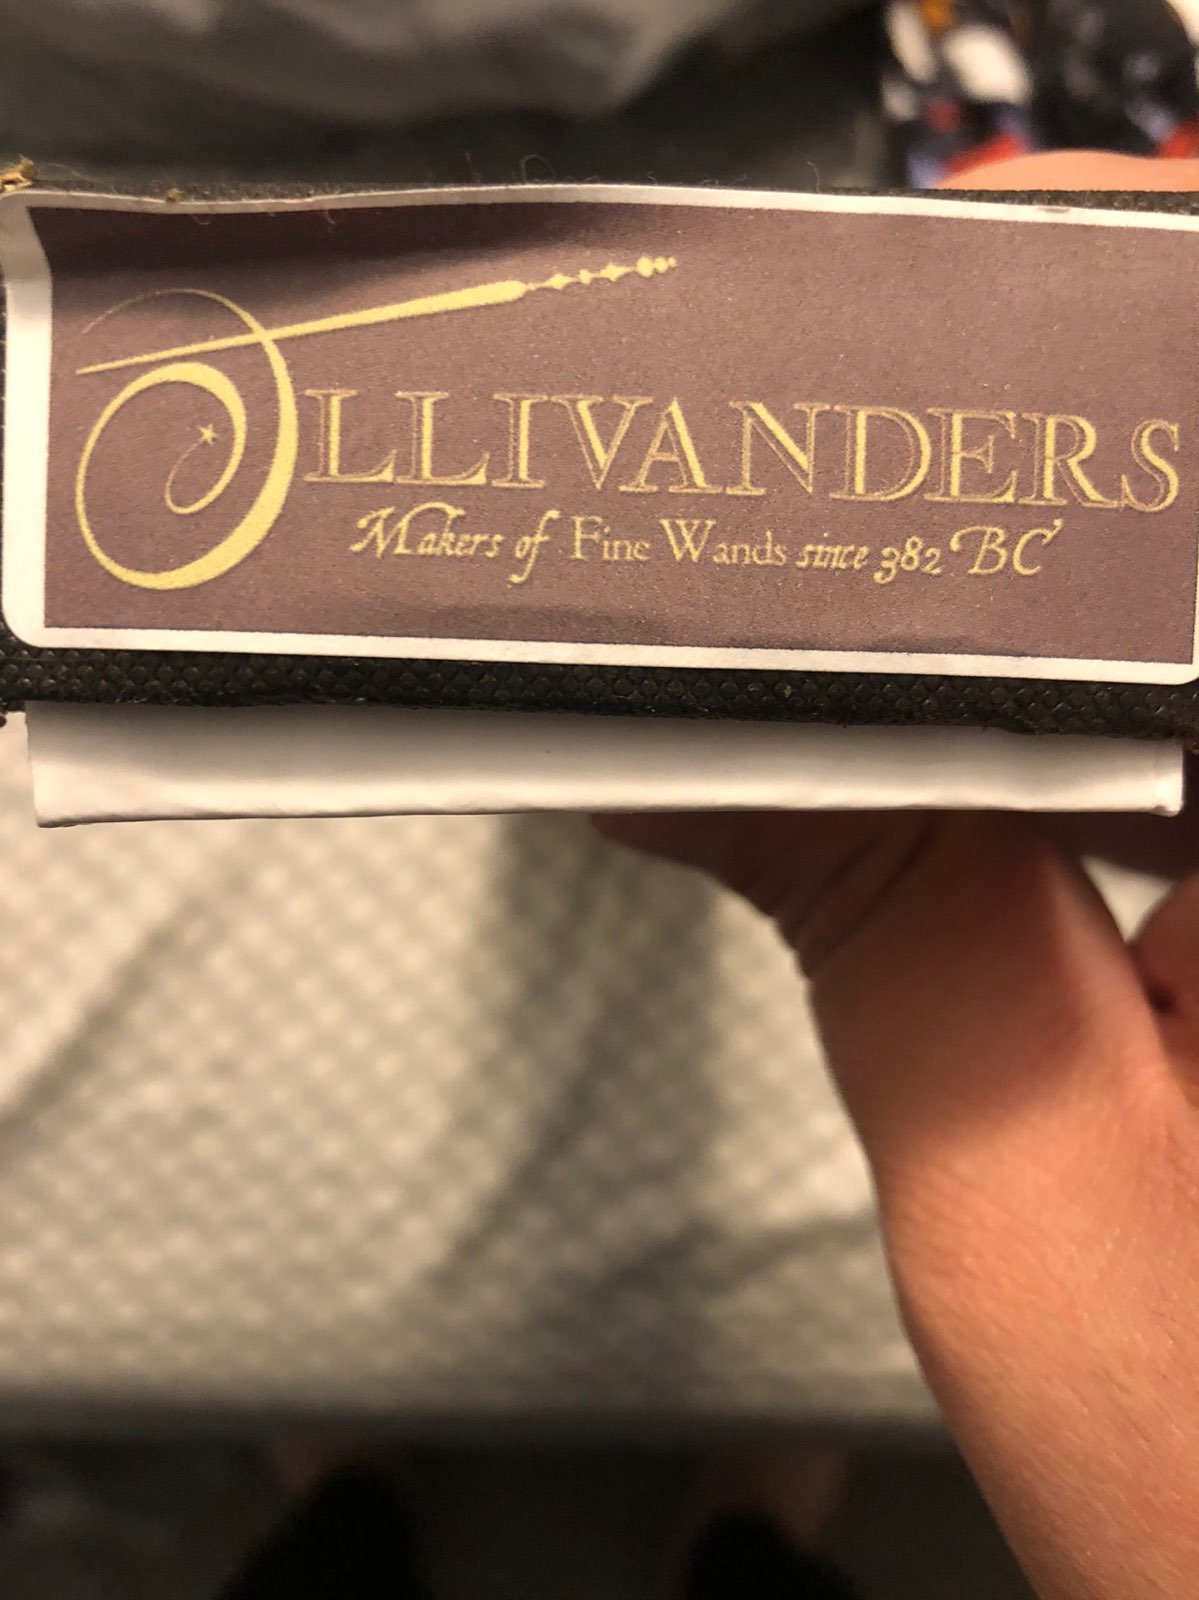 OLLIVANDERS
Makers of Fine Wands since 382 BC